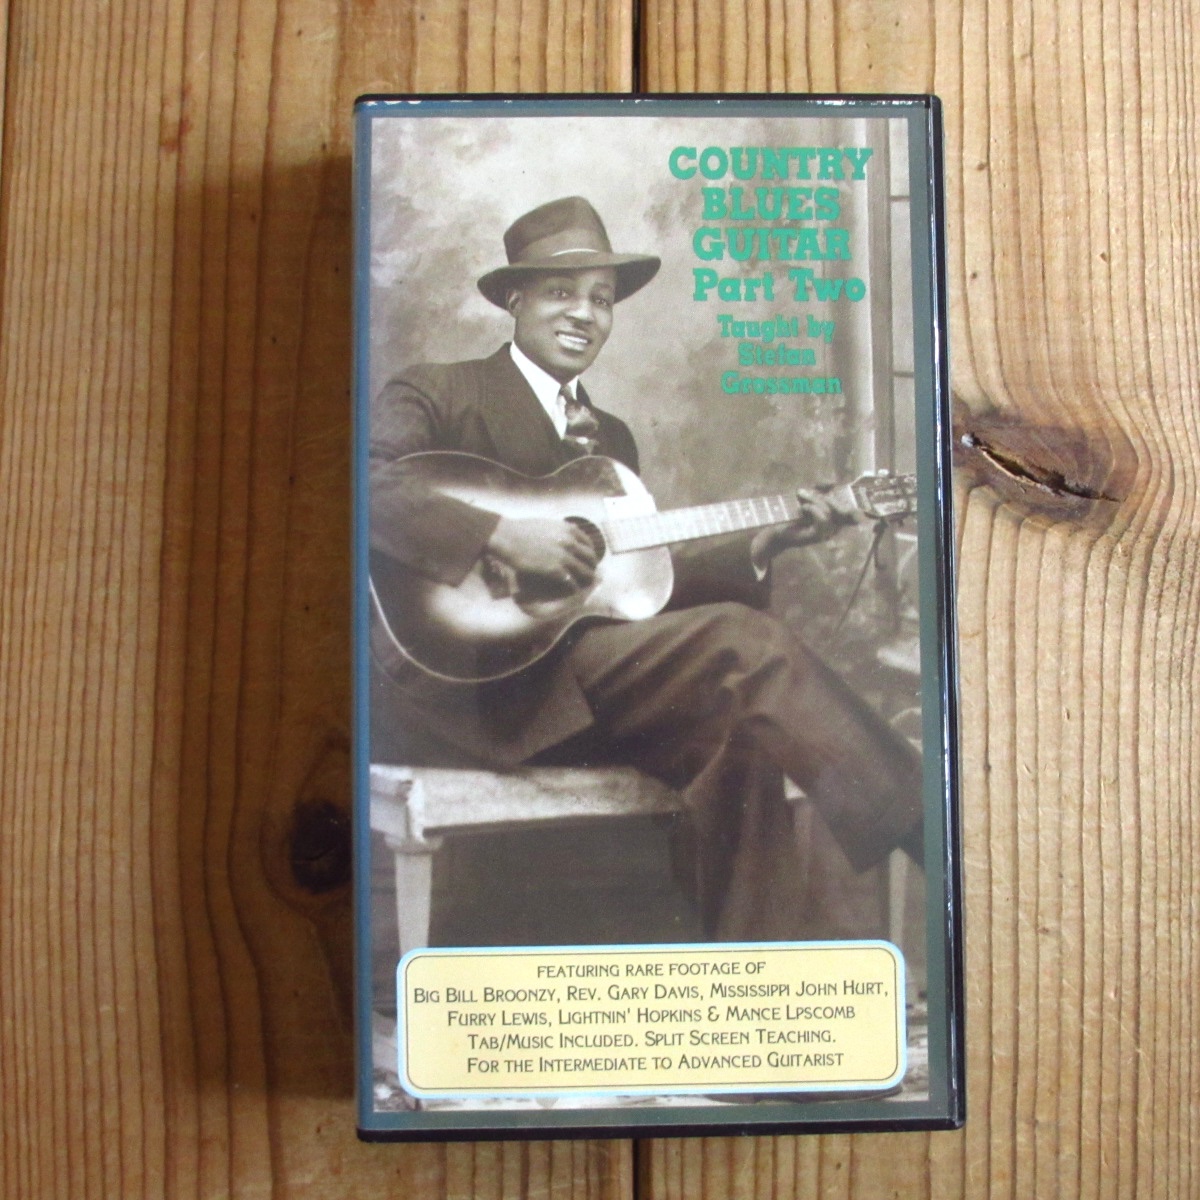 COUNTRY
BLUES
GUITAR
Part Two
Taught by
Stefan
Grossman
FEATURING RARE FOOTAGE OF
BIG BILL BROONZY, REV. GARY DAVIS, MISSISSIPPI JOHN HURT,
FURRY LEWIS, LIGHTNIN' HOPKINS & MANCE LPSCOMB
TAB/MUSIC INCLUDED. SPLIT SCREEN TEACHING.
FOR THE INTERMEDIATE TO ADVANCED GUITARIST